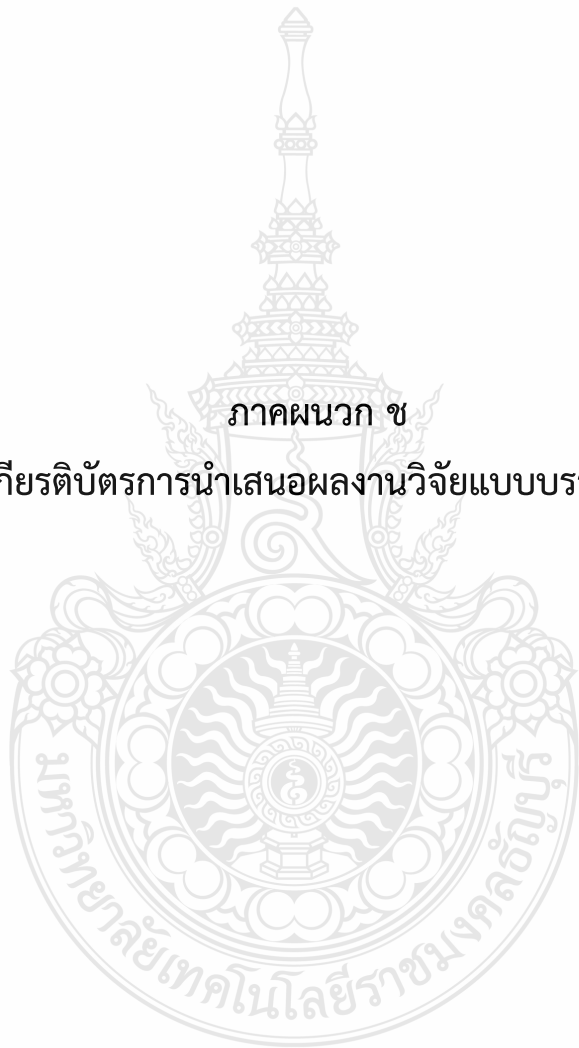 ภาคผนวก ช
กียรติบัตรการนำเสนอผลงานวิจัยแบบบรร
มหาวิทยาลัยเทคโนโลยีราชมงคลธัญบุรี